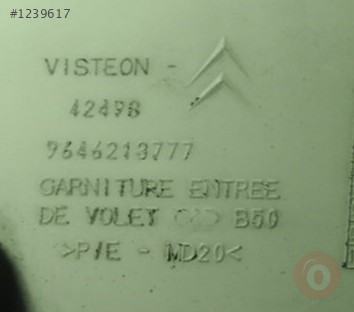 #1239617
VISTEON -
42498
9646213777
GARNITURE ENTREE
DE VOLET B50
>P/E - MD20<